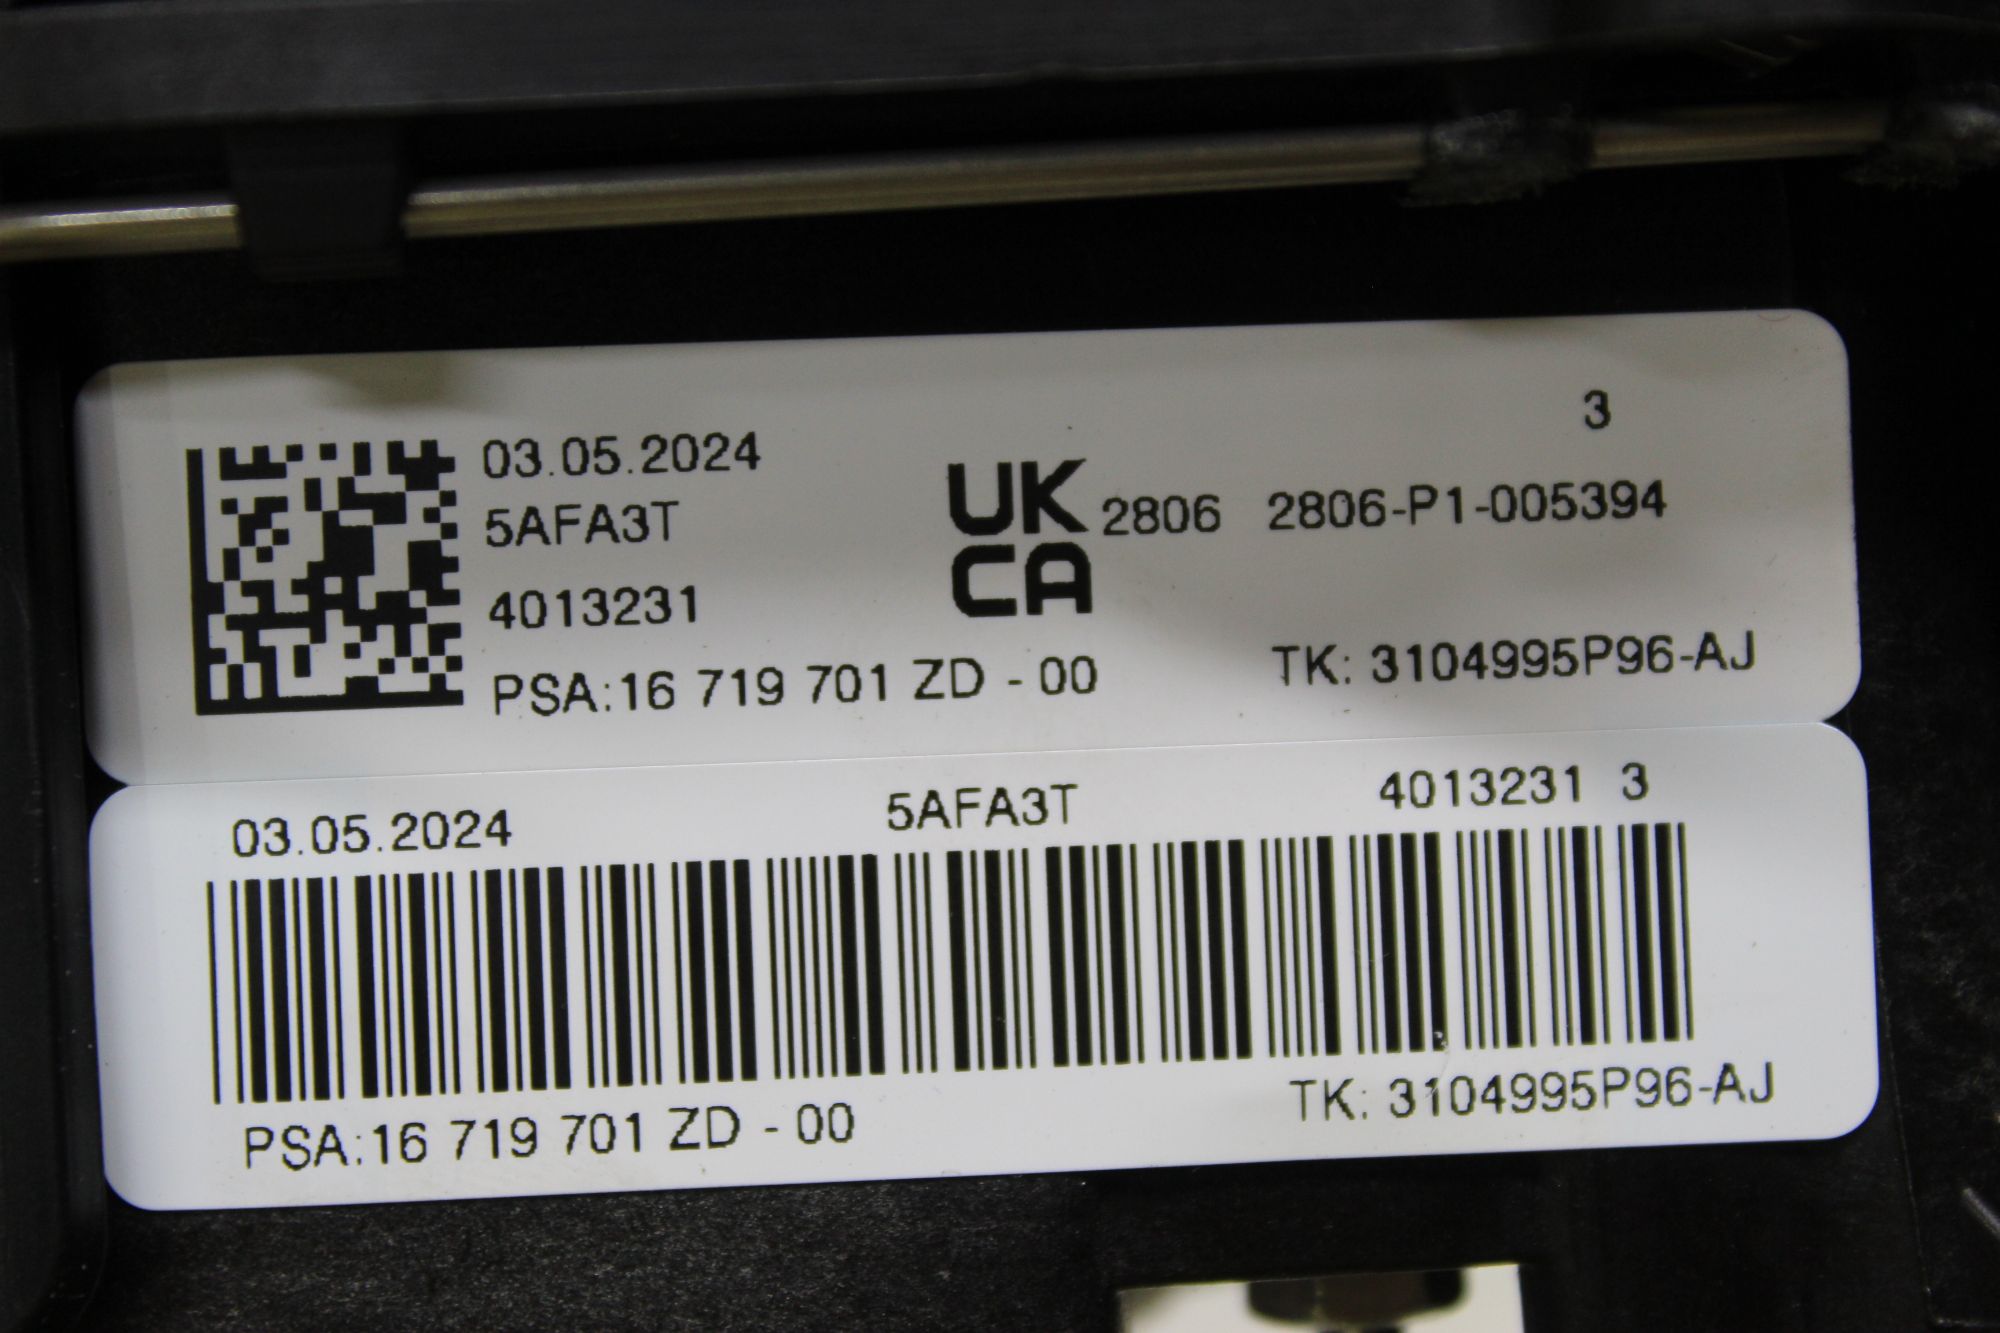 3
03.05.2024
5AFA3T
UK
CA
2806 2806-P1-005394
4013231
PSA:16 719 701 ZD - 00
TK: 3104995P96-AJ
03.05.2024 5AFA3T 4013231 3
PSA:16 719 701 ZD - 00 TK: 3104995P96-AJ